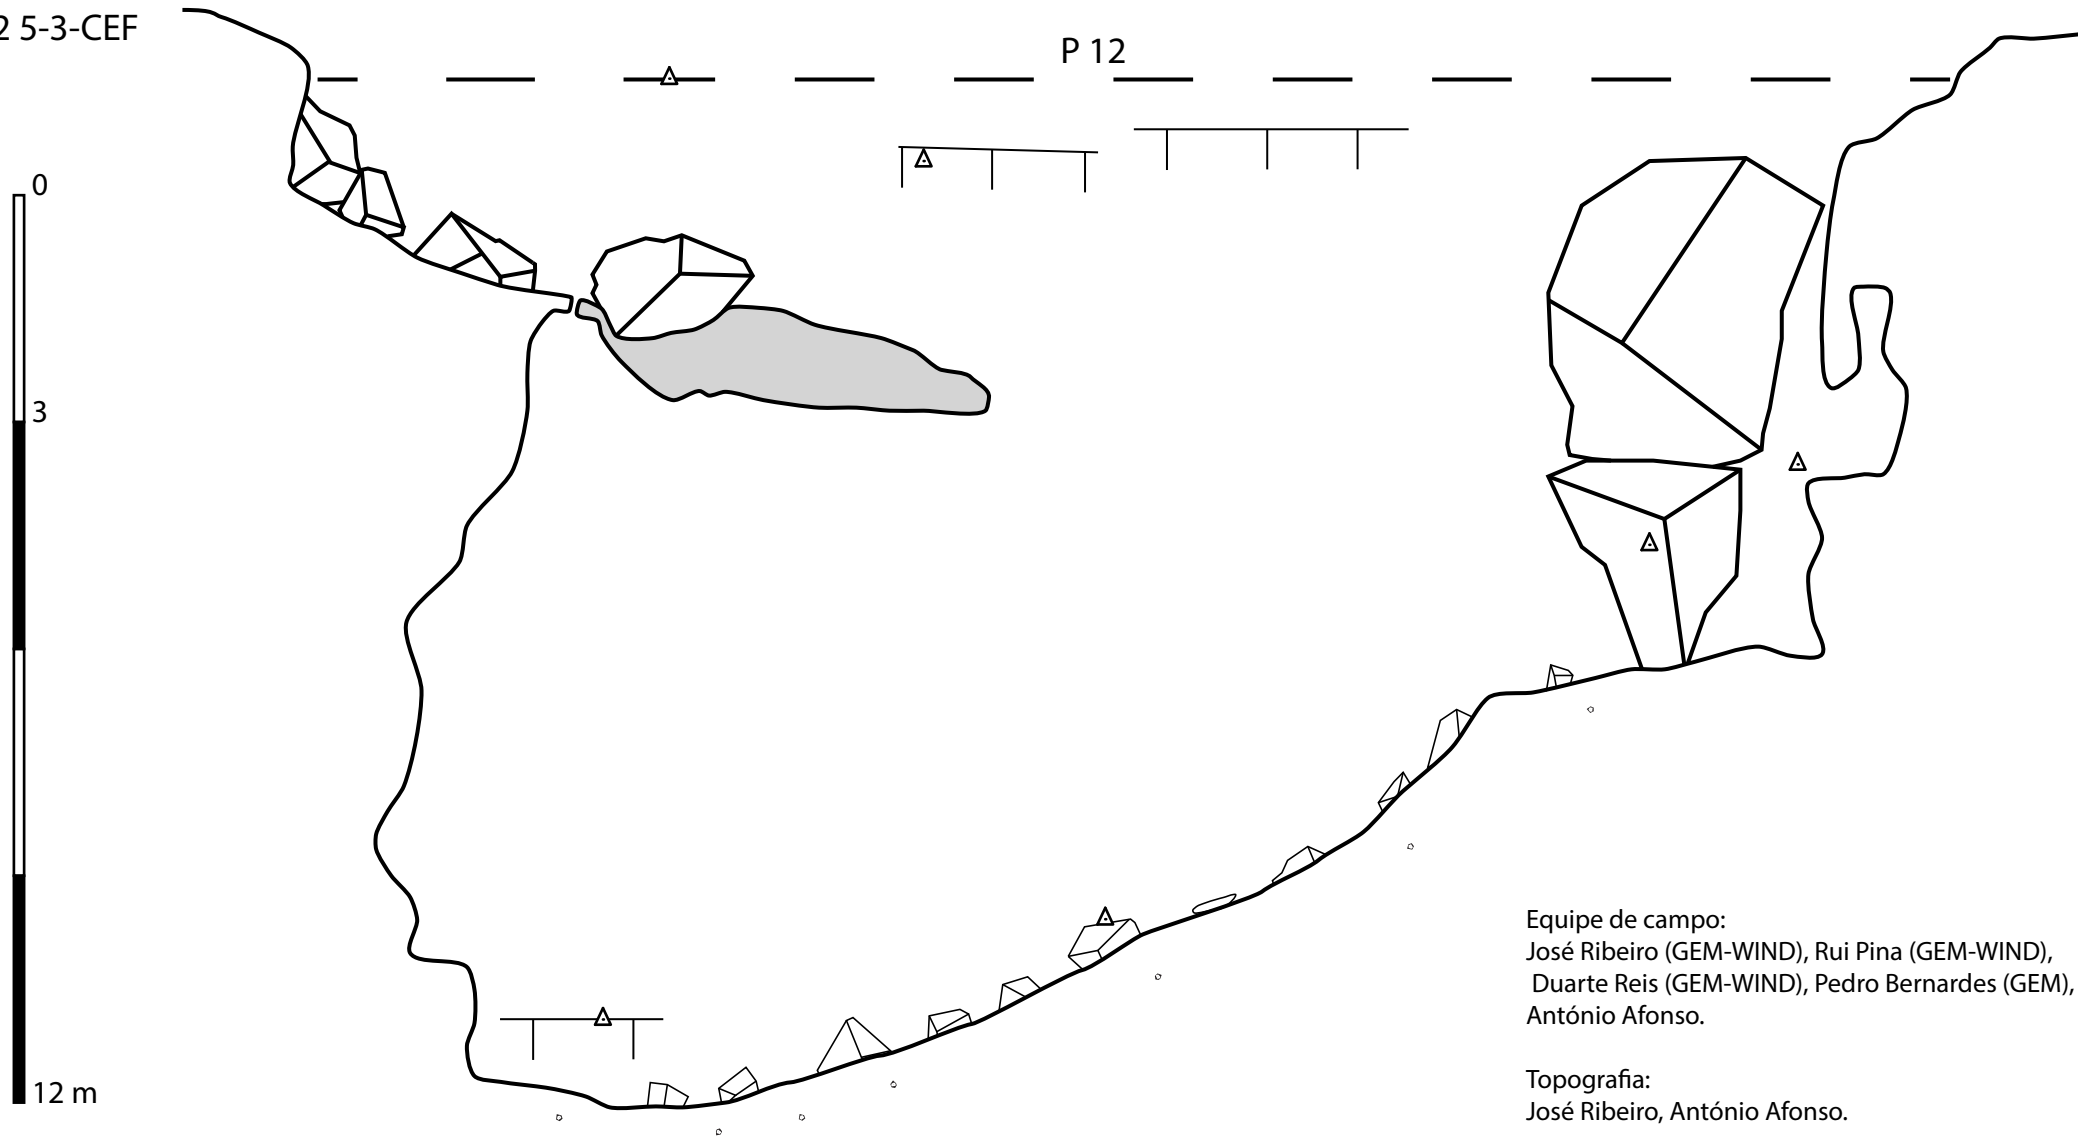 2 5-3-CEF
P 12
0
3
12 m
Equipe de campo:
José Ribeiro (GEM-WIND), Rui Pina (GEM-WIND),
Duarte Reis (GEM-WIND), Pedro Bernardes (GEM),
António Afonso.
Topografia:
José Ribeiro, António Afonso.